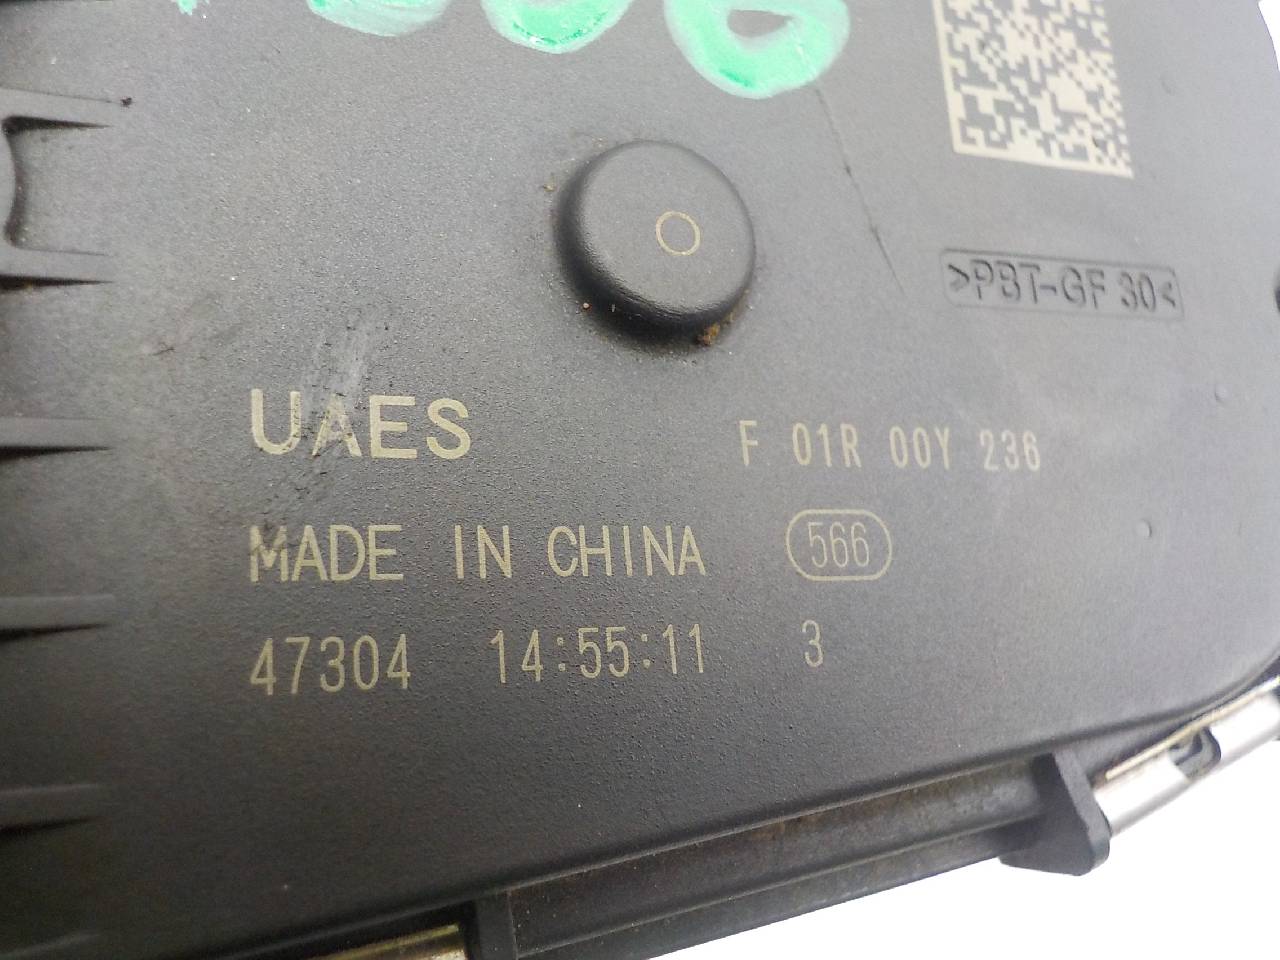 >PBT-GF 30<
UAES F 01R 00Y 236
MADE IN CHINA 566
47304 14:55:11 3